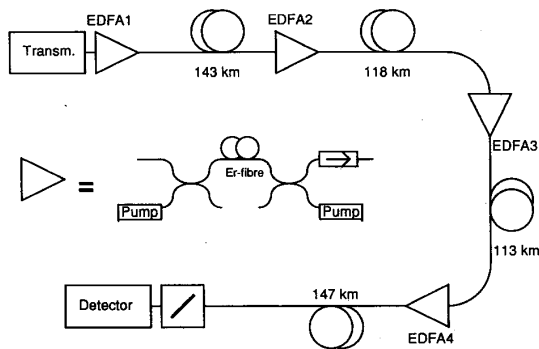 EDFA1
EDFA2
Transm.
143 km
118 km
EDFA3
=
Er-fibre
Pump
Pump
113 km
147 km
Detector
EDFA4